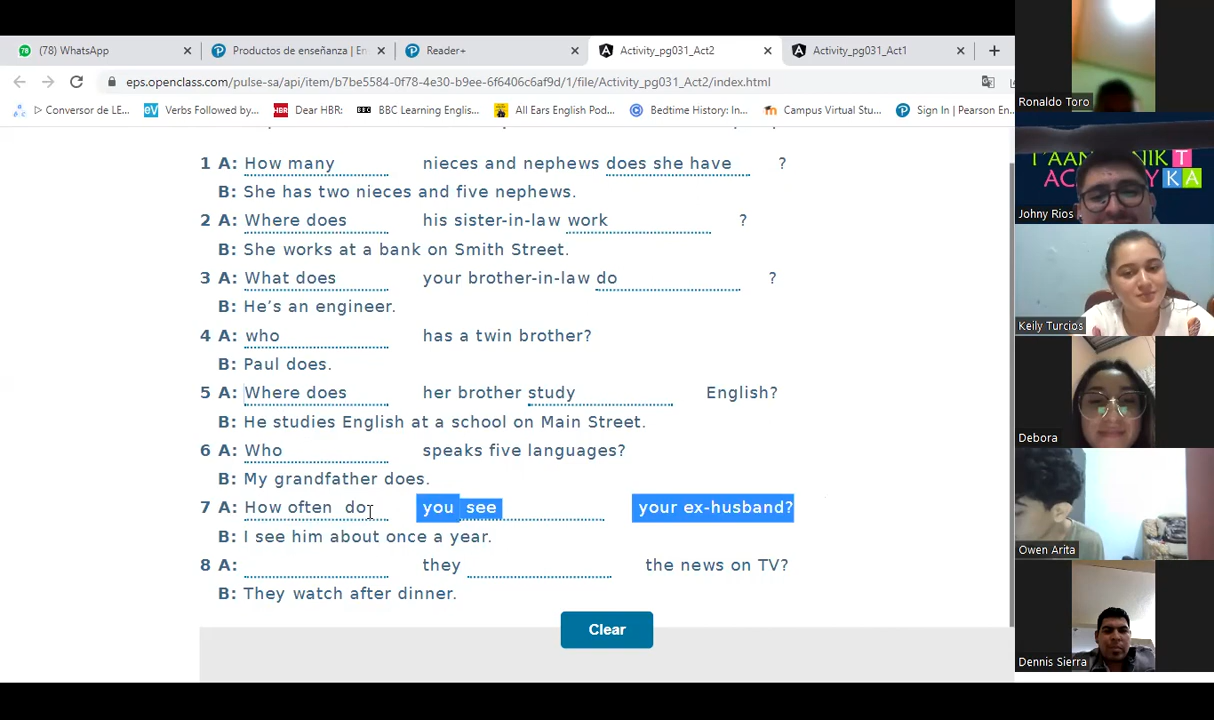 (78) WhatsApp
Productos de enseñanza | En
Reader+
Activity_pg031_Act2
Activity_pg031_Act1
eps.openclass.com/pulse-sa/api/item/b7be5584-0f78-4e30-b9ee-6f6406c6af9d/1/file/Activity_pg031_Act2/index.html
Conversor de LE...
Verbs Followed by...
Dear HBR:
BBC Learning Englis...
All Ears English Pod...
Bedtime History: In...
Campus Virtual Stu...
Sign In | Pearson En...
1 A: How many nieces and nephews does she have ?
B: She has two nieces and five nephews.
2 A: Where does his sister-in-law work ?
B: She works at a bank on Smith Street.
3 A: What does your brother-in-law do ?
B: He’s an engineer.
4 A: who has a twin brother?
B: Paul does.
5 A: Where does her brother study English?
B: He studies English at a school on Main Street.
6 A: Who speaks five languages?
B: My grandfather does.
7 A: How often do you see your ex-husband?
B: I see him about once a year.
8 A: they the news on TV?
B: They watch after dinner.
Clear
Ronaldo Toro
Johny Rios
Keily Turcios
Debora
Owen Arita
Dennis Sierra